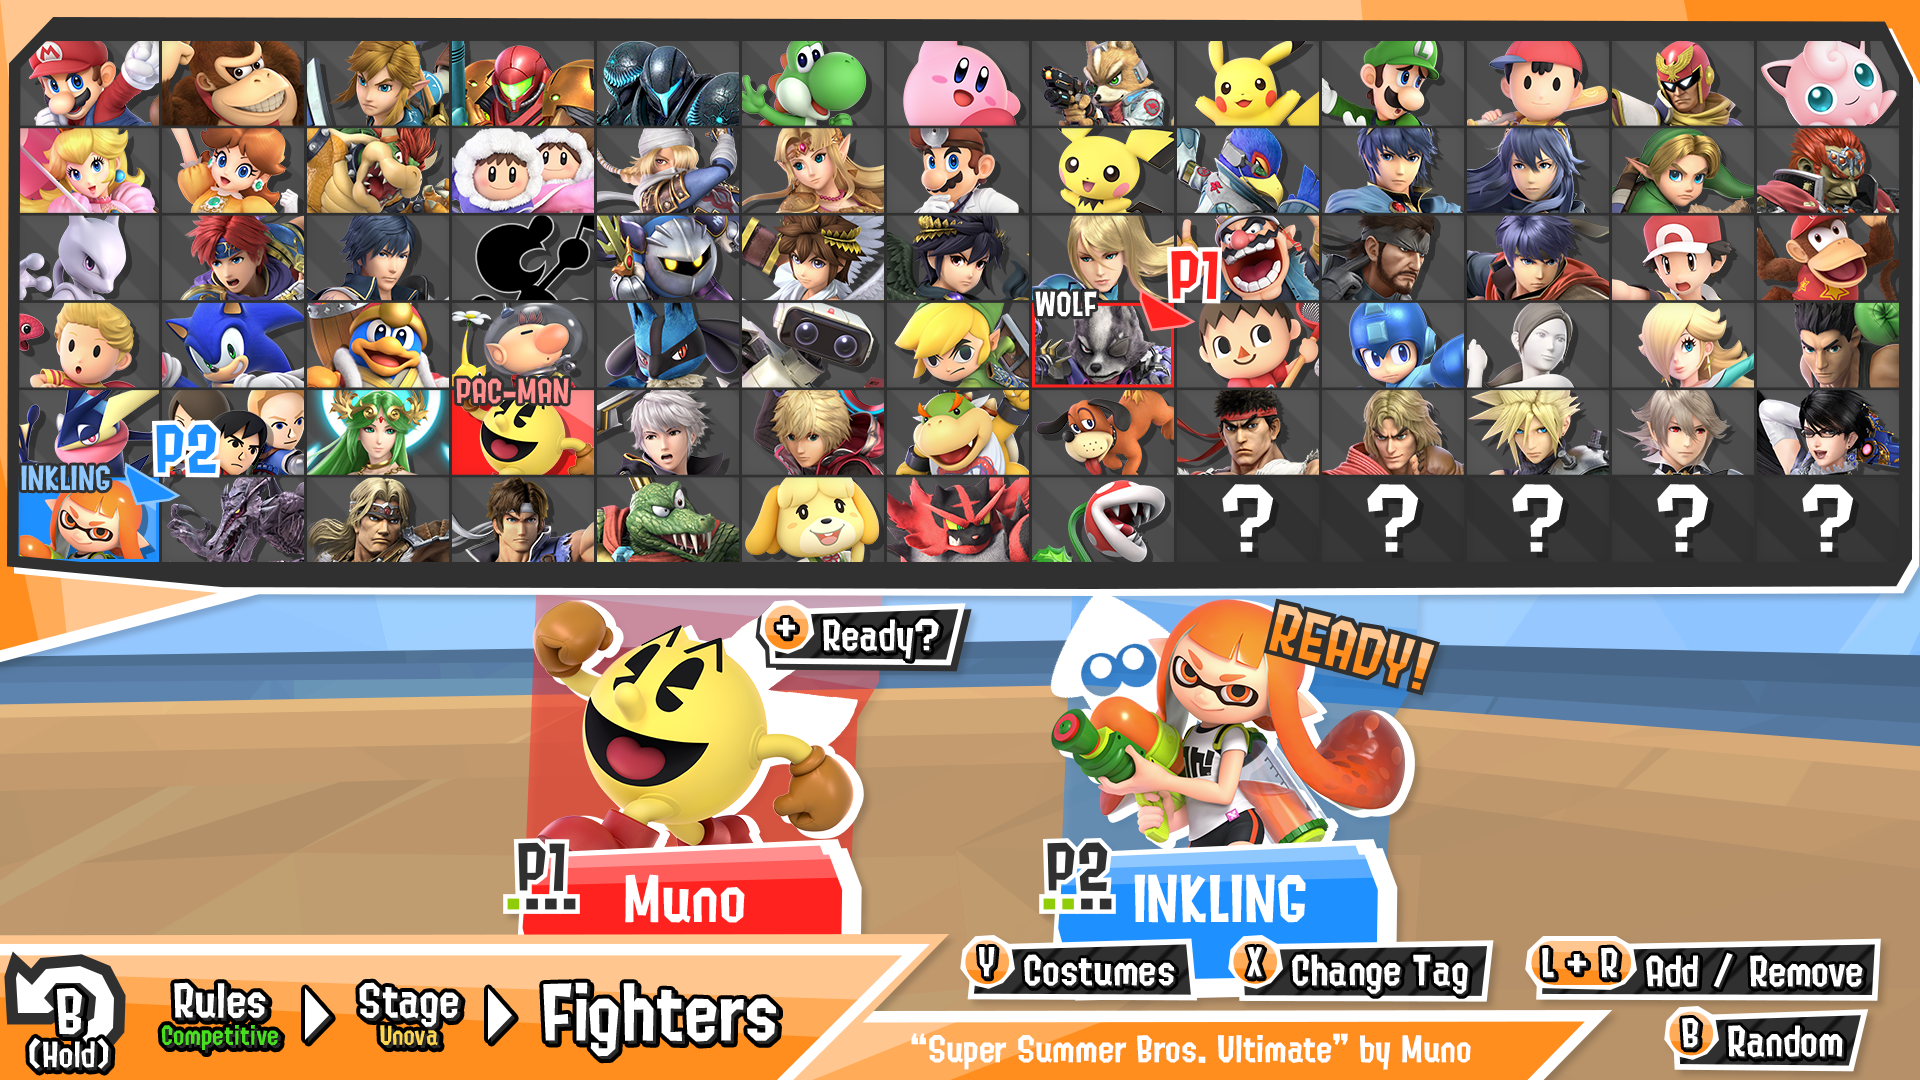 P1
WOLF
PAC-MAN
P2
INKLING
? ? ? ? ?
+ Ready?
READY!
P1
Muno
P2
INKLING
Y Costumes
X Change Tag
L + R Add / Remove
B Random
B
(Hold)
Rules
Competitive
Stage
Unova
Fighters
“Super Summer Bros. Ultimate” by Muno